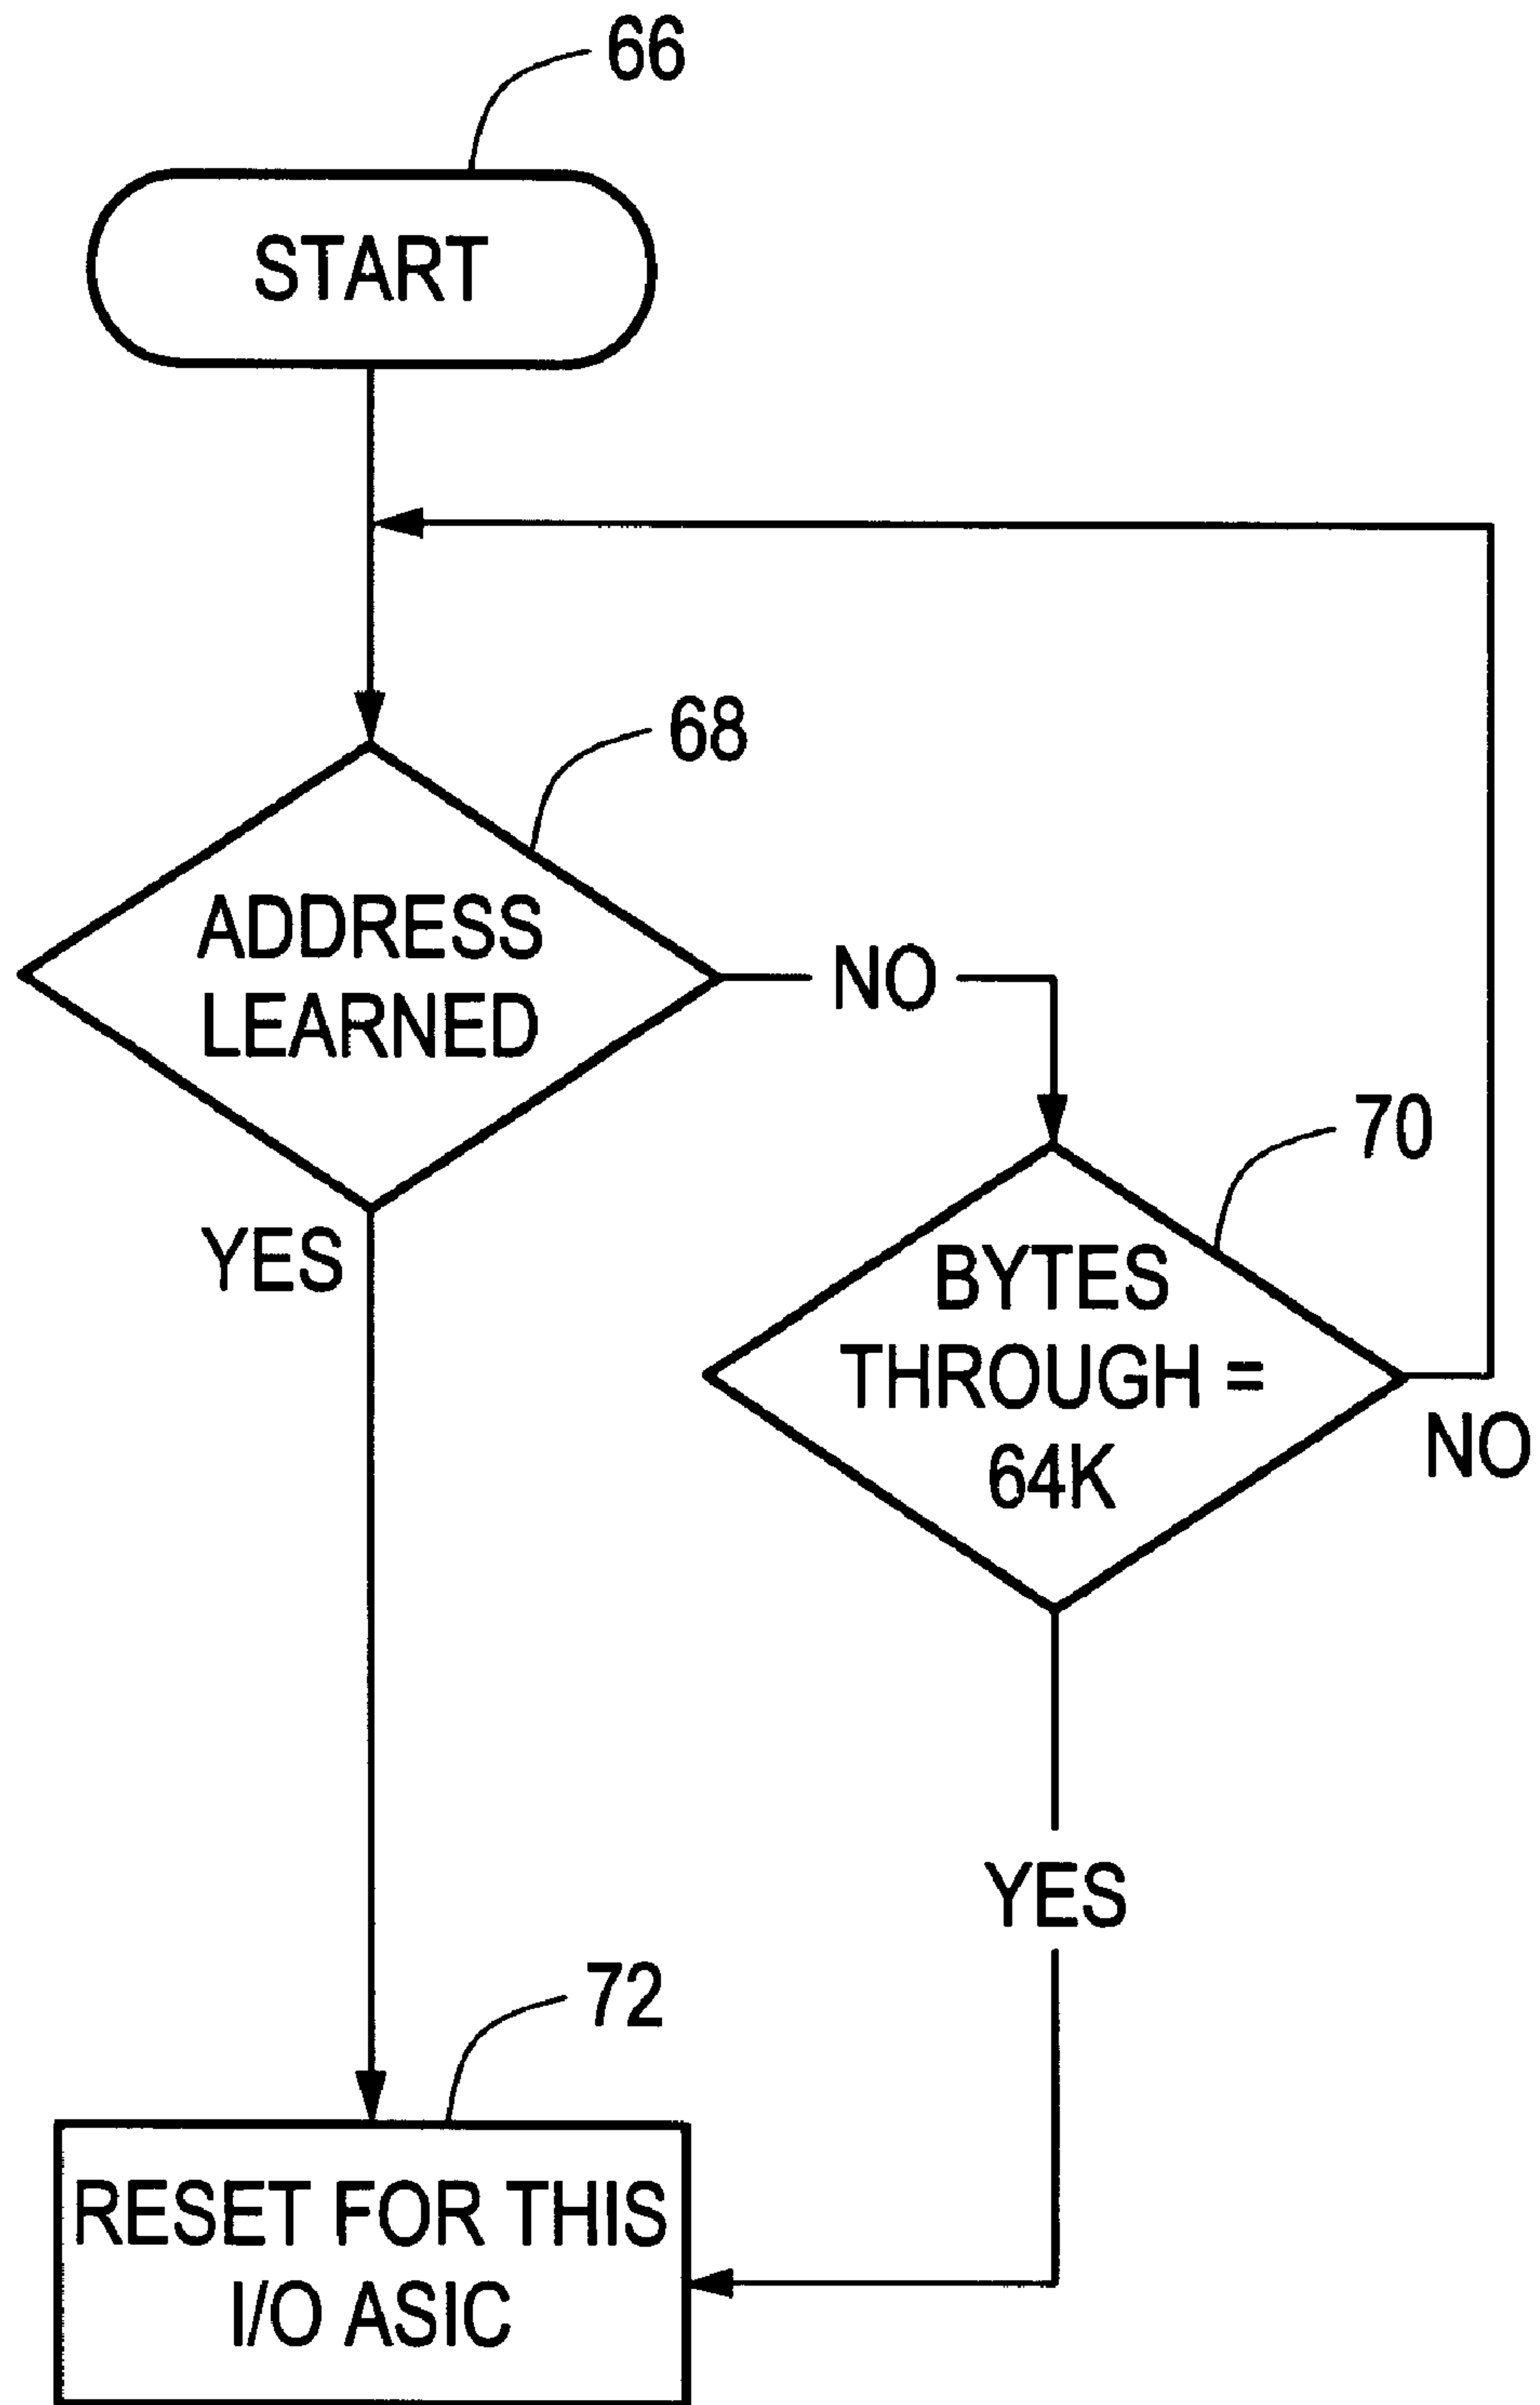 66
START
68
ADDRESS
LEARNED
NO
YES
70
BYTES
THROUGH =
64K
NO
YES
72
RESET FOR THIS
I/O ASIC